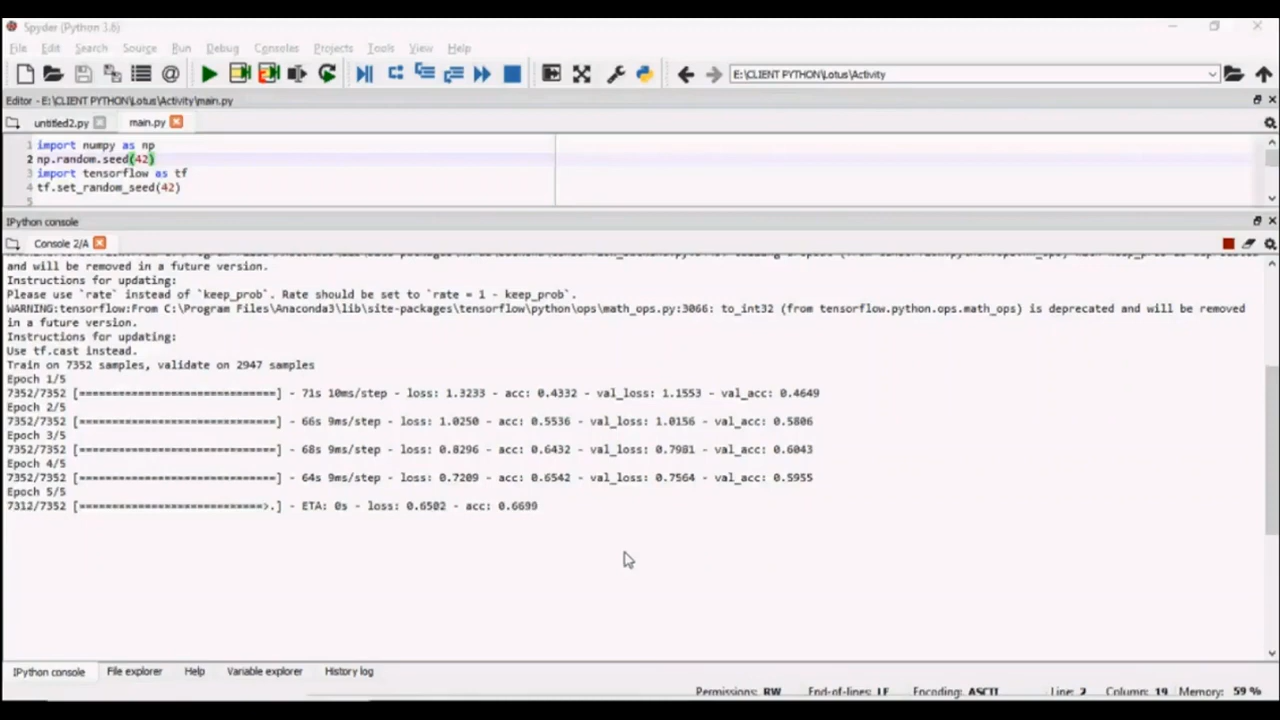 Spyder (Python 3.6)
File Edit Search Source Run Debug Consoles Projects Tools View Help
E:\CLIENT PYTHON\Lotus\Activity
Editor - E:\CLIENT PYTHON\Lotus\Activity\main.py
untitled2.py main.py
1 import numpy as np
2 np.random.seed(42)
3 import tensorflow as tf
4 tf.set_random_seed(42)
5
IPython console
Console 2/A
and will be removed in a future version.
Instructions for updating:
Please use `rate` instead of `keep_prob`. Rate should be set to `rate = 1 - keep_prob`.
WARNING:tensorflow:From C:\Program Files\Anaconda3\lib\site-packages\tensorflow\python\ops\math_ops.py:3066: to_int32 (from tensorflow.python.ops.math_ops) is deprecated and will be removed
in a future version.
Instructions for updating:
Use tf.cast instead.
Train on 7352 samples, validate on 2947 samples
Epoch 1/5
7352/7352 [==============================] - 71s 10ms/step - loss: 1.3233 - acc: 0.4332 - val_loss: 1.1553 - val_acc: 0.4649
Epoch 2/5
7352/7352 [==============================] - 66s 9ms/step - loss: 1.0250 - acc: 0.5536 - val_loss: 1.0156 - val_acc: 0.5806
Epoch 3/5
7352/7352 [==============================] - 68s 9ms/step - loss: 0.8296 - acc: 0.6432 - val_loss: 0.7981 - val_acc: 0.6043
Epoch 4/5
7352/7352 [==============================] - 64s 9ms/step - loss: 0.7209 - acc: 0.6542 - val_loss: 0.7564 - val_acc: 0.5955
Epoch 5/5
7312/7352 [============================>.] - ETA: 0s - loss: 0.6502 - acc: 0.6699
IPython console File explorer Help Variable explorer History log
Permissions: RW End-of-lines: LF Encoding: ASCII Line: 2 Column: 19 Memory: 59 %